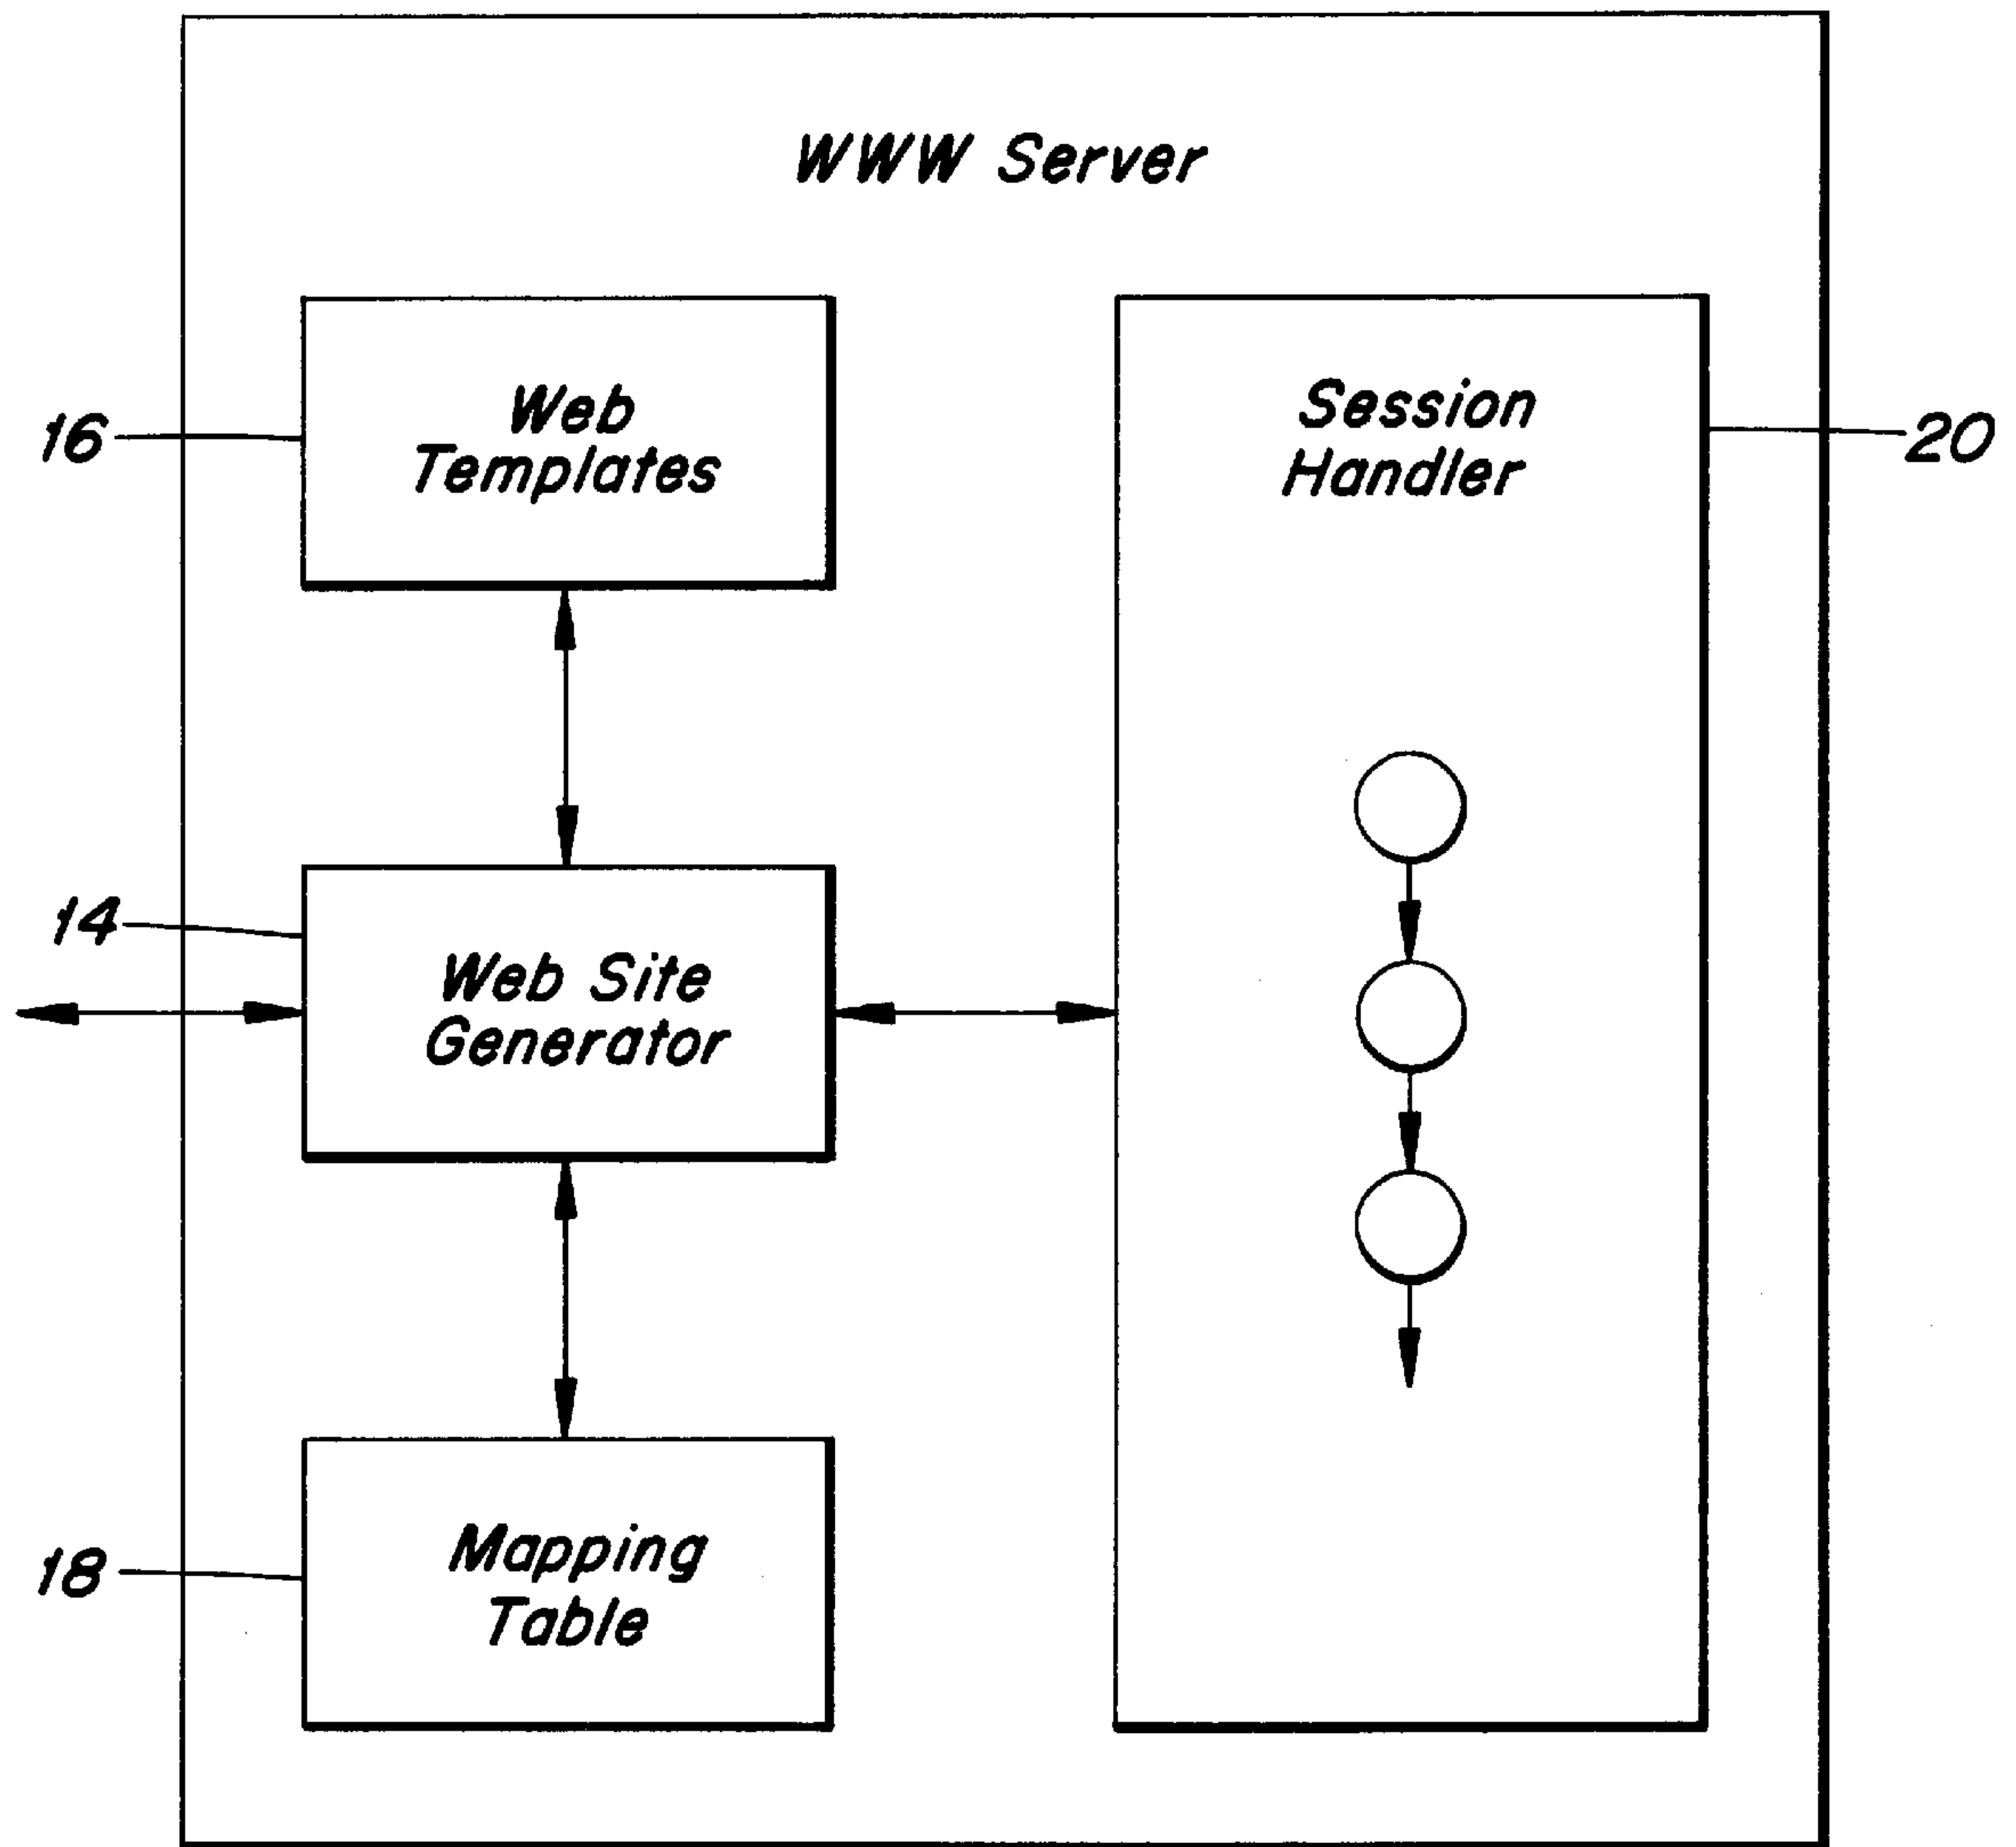 WWW Server
16
Web
Templates
Session
Handler
20
14
Web Site
Generator
18
Mapping
Table